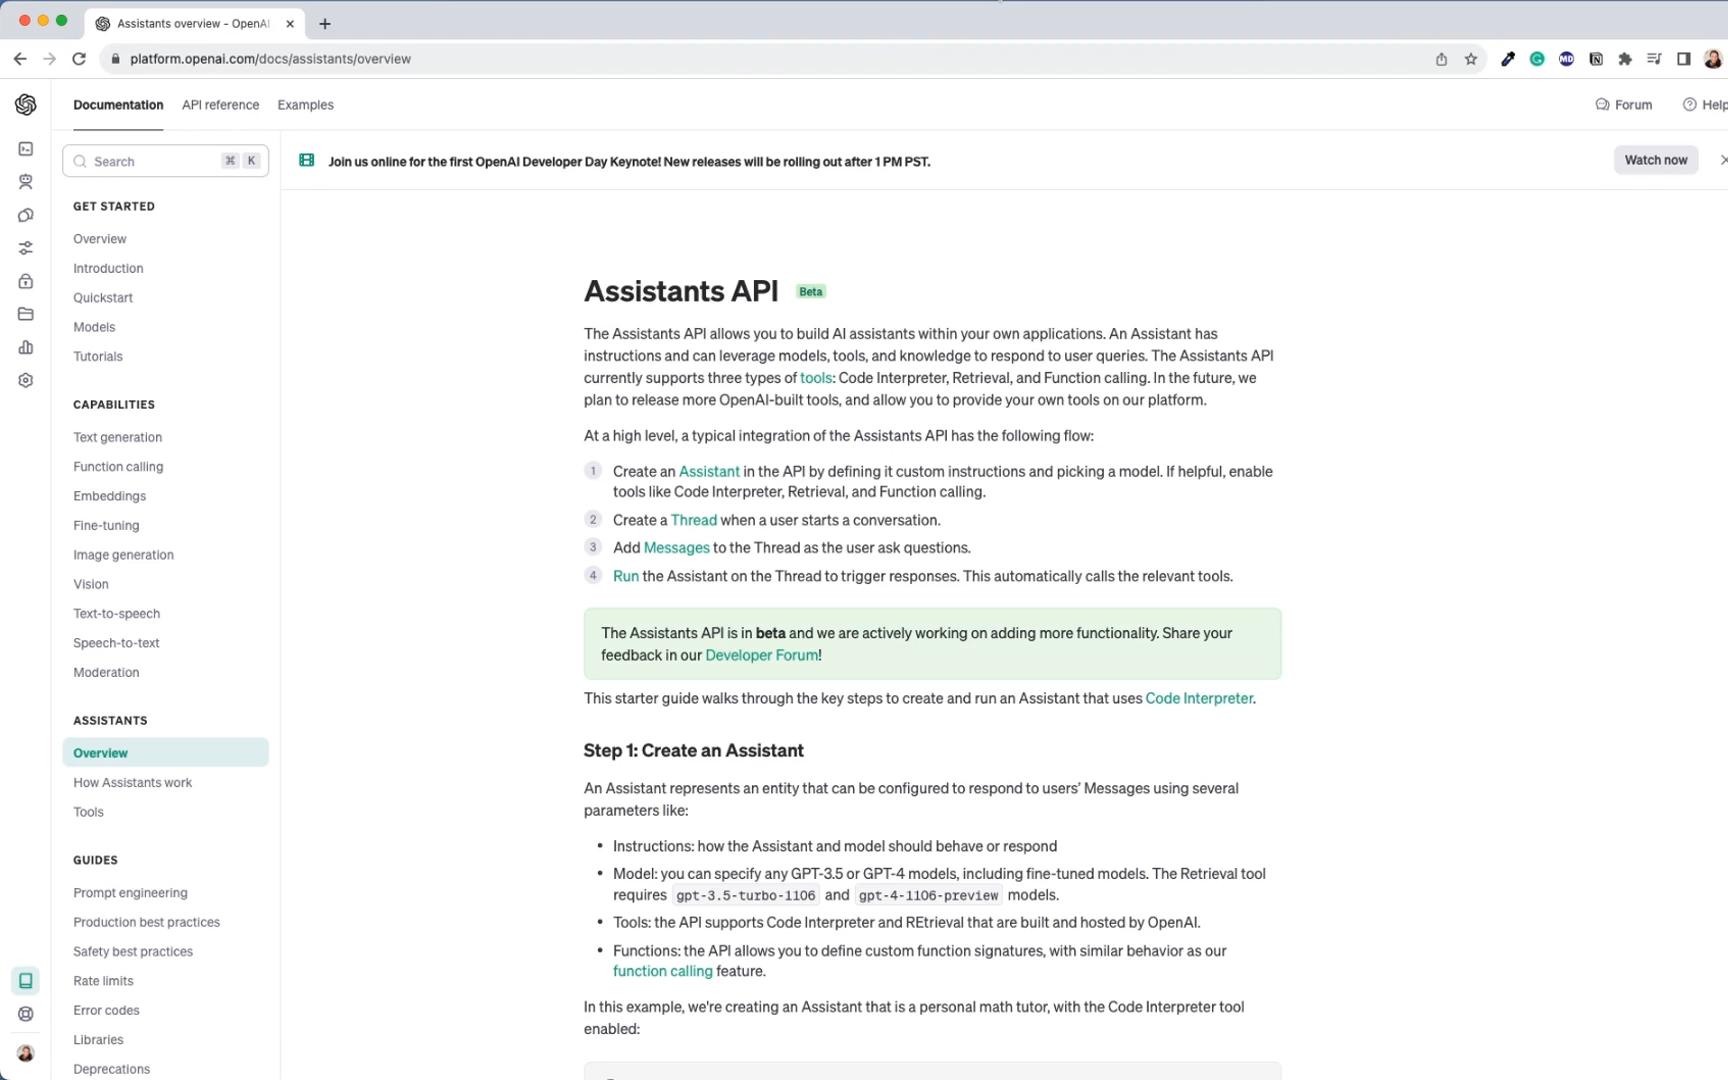 Assistants overview - OpenAI
platform.openai.com/docs/assistants/overview
Documentation
API reference
Examples
Forum
Help
Search
⌘ K
Join us online for the first OpenAI Developer Day Keynote! New releases will be rolling out after 1 PM PST.
Watch now
GET STARTED
Overview
Introduction
Quickstart
Models
Tutorials
CAPABILITIES
Text generation
Function calling
Embeddings
Fine-tuning
Image generation
Vision
Text-to-speech
Speech-to-text
Moderation
ASSISTANTS
Overview
How Assistants work
Tools
GUIDES
Prompt engineering
Production best practices
Safety best practices
Rate limits
Error codes
Libraries
Deprecations
Assistants API Beta
The Assistants API allows you to build AI assistants within your own applications. An Assistant has
instructions and can leverage models, tools, and knowledge to respond to user queries. The Assistants API
currently supports three types of tools: Code Interpreter, Retrieval, and Function calling. In the future, we
plan to release more OpenAI-built tools, and allow you to provide your own tools on our platform.
At a high level, a typical integration of the Assistants API has the following flow:
1 Create an Assistant in the API by defining it custom instructions and picking a model. If helpful, enable
tools like Code Interpreter, Retrieval, and Function calling.
2 Create a Thread when a user starts a conversation.
3 Add Messages to the Thread as the user ask questions.
4 Run the Assistant on the Thread to trigger responses. This automatically calls the relevant tools.
The Assistants API is in beta and we are actively working on adding more functionality. Share your
feedback in our Developer Forum!
This starter guide walks through the key steps to create and run an Assistant that uses Code Interpreter.
Step 1: Create an Assistant
An Assistant represents an entity that can be configured to respond to users' Messages using several
parameters like:
• Instructions: how the Assistant and model should behave or respond
• Model: you can specify any GPT-3.5 or GPT-4 models, including fine-tuned models. The Retrieval tool
requires gpt-3.5-turbo-1106 and gpt-4-1106-preview models.
• Tools: the API supports Code Interpreter and REtrieval that are built and hosted by OpenAI.
• Functions: the API allows you to define custom function signatures, with similar behavior as our
function calling feature.
In this example, we're creating an Assistant that is a personal math tutor, with the Code Interpreter tool
enabled: